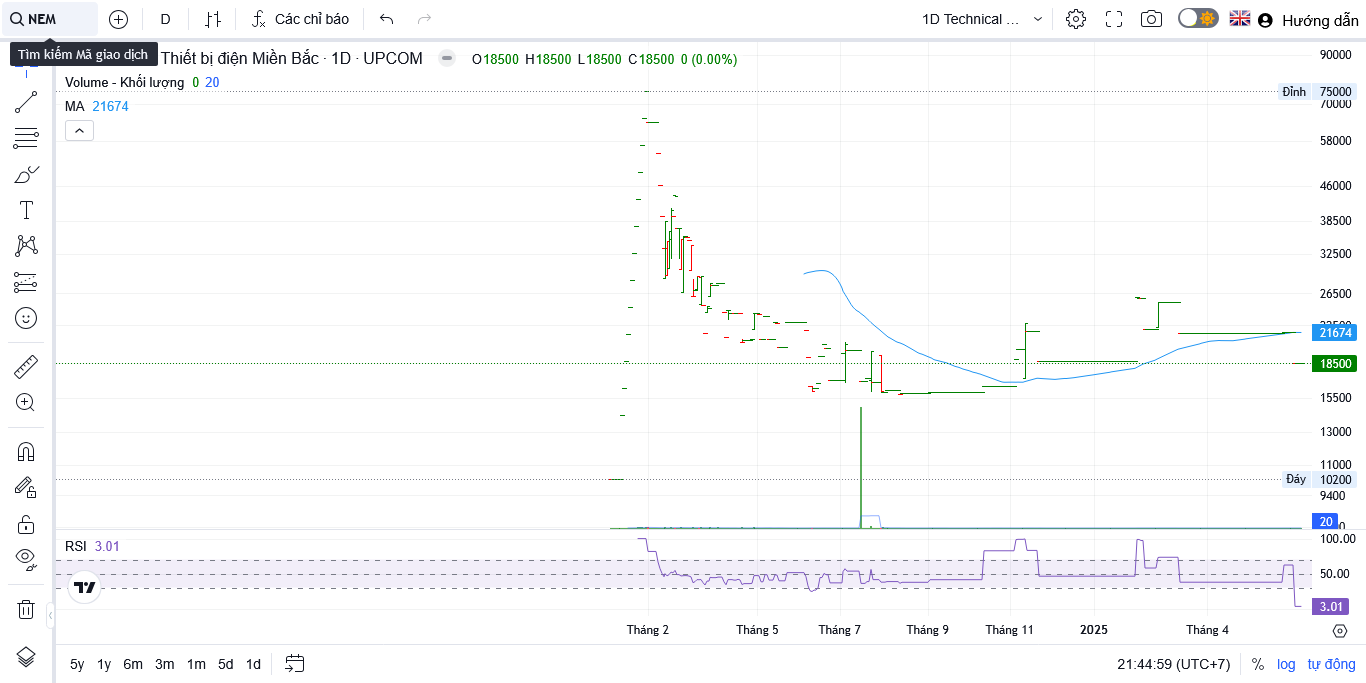 NEM D Các chỉ báo 1D Technical ... Hướng dẫn
Tìm kiếm Mã giao dịch
Thiết bị điện Miền Bắc · 1D · UPCOM O18500 H18500 L18500 C18500 0 (0.00%)
Volume - Khối lượng 0 20
MA 21674
90000
Đỉnh 75000
70000
58000
46000
38500
32500
26500
21674
18500
15500
13000
11000
Đáy 10200
9400
20
RSI 3.01
100.00
50.00
3.01
Tháng 2 Tháng 5 Tháng 7 Tháng 9 Tháng 11 2025 Tháng 4
5y 1y 6m 3m 1m 5d 1d 21:44:59 (UTC+7) % log tự động